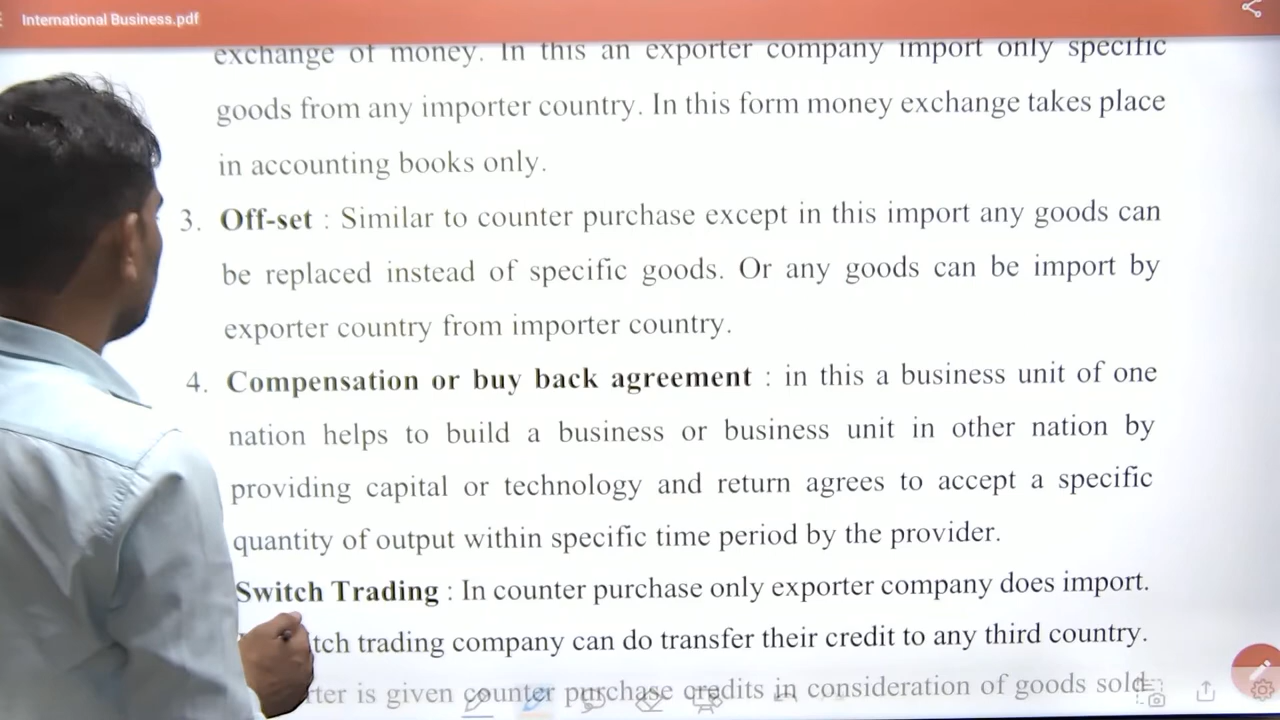 International Business.pdf
exchange of money. In this an exporter company import only specific
goods from any importer country. In this form money exchange takes place
in accounting books only.
3. Off-set : Similar to counter purchase except in this import any goods can
be replaced instead of specific goods. Or any goods can be import by
exporter country from importer country.
4. Compensation or buy back agreement : in this a business unit of one
nation helps to build a business or business unit in other nation by
providing capital or technology and return agrees to accept a specific
quantity of output within specific time period by the provider.
Switch Trading : In counter purchase only exporter company does import.
trading company can do transfer their credit to any third country.
is given counter purchase credits in consideration of goods sold